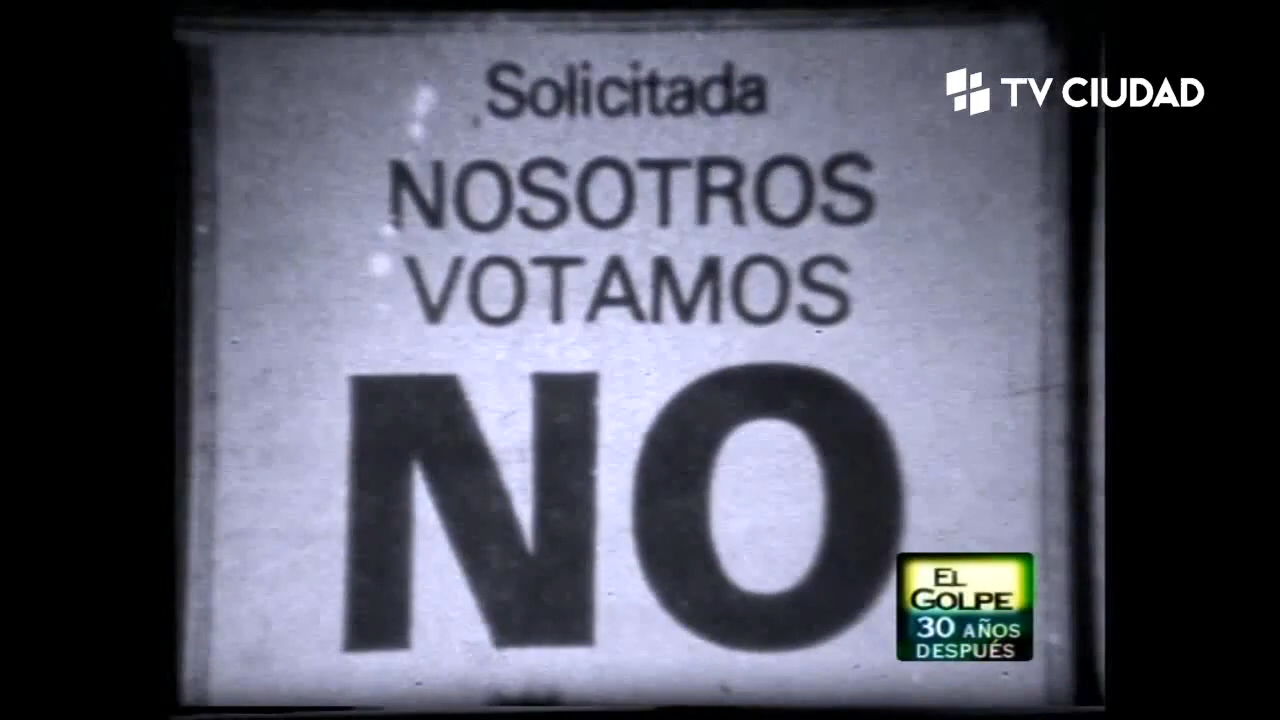 Solicitada
TV CIUDAD
NOSOTROS
VOTAMOS
NO
EL
GOLPE
30 AÑOS
DESPUÉS